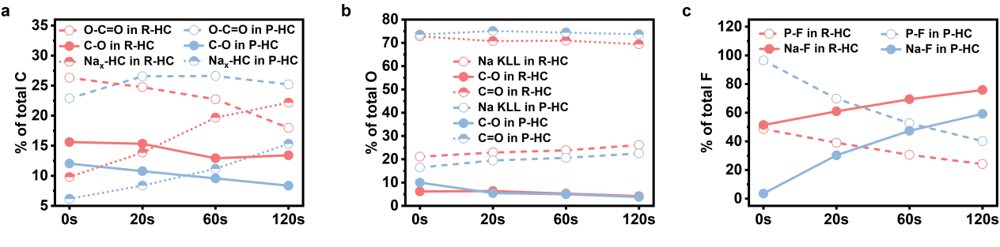 a
% of total C
35
30
25
20
15
10
5
0s 20s 60s 120s
O-C=O in R-HC
C-O in R-HC
Nax-HC in R-HC
O-C=O in P-HC
C-O in P-HC
Nax-HC in P-HC
b
% of total O
80
70
60
50
40
30
20
10
0
0s 20s 60s 120s
Na KLL in R-HC
C-O in R-HC
C=O in R-HC
Na KLL in P-HC
C-O in P-HC
C=O in P-HC
c
% of total F
120
100
80
60
40
20
0
0s 20s 60s 120s
P-F in R-HC
Na-F in R-HC
P-F in P-HC
Na-F in P-HC